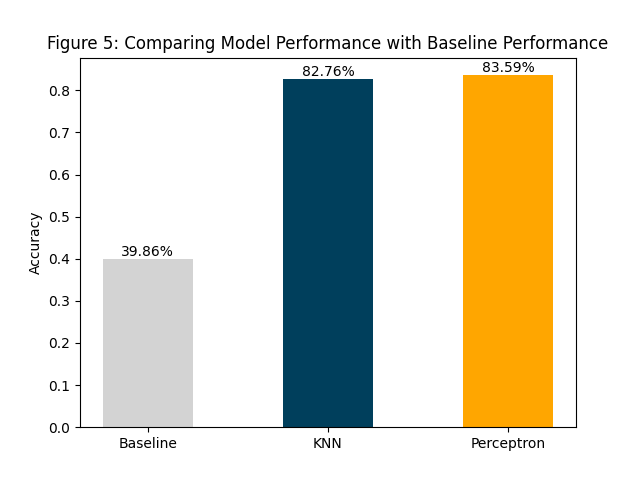 Figure 5: Comparing Model Performance with Baseline Performance
83.59%
82.76%
0.8
0.7
0.6
0.5
Accuracy
0.4
39.86%
0.3
0.2
0.1
0.0
Baseline
KNN
Perceptron